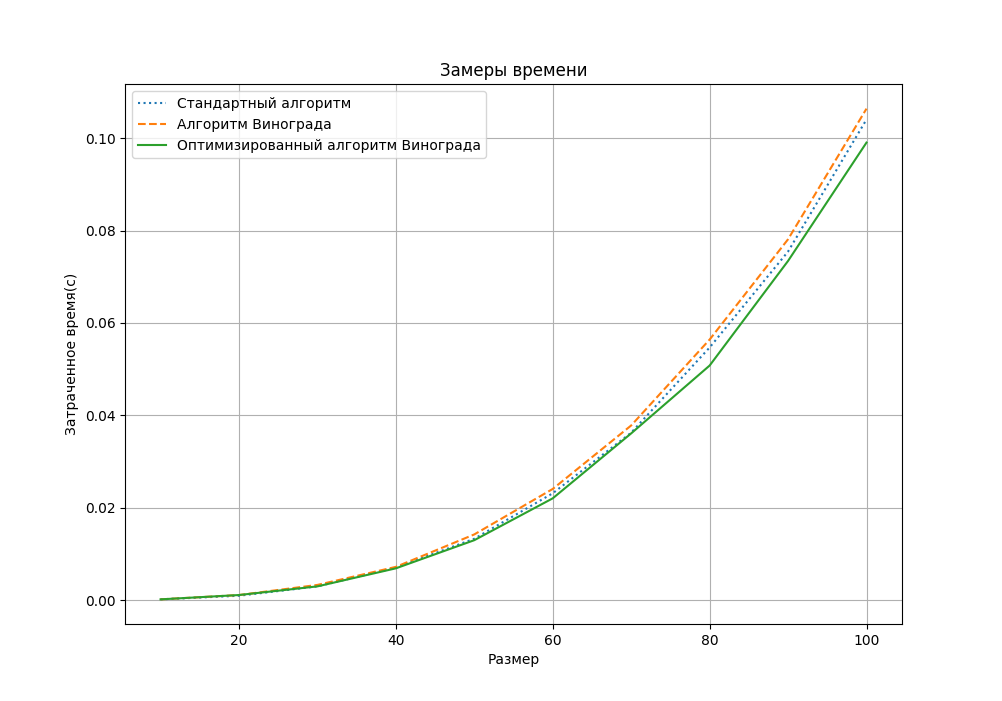 Замеры времени
Стандартный алгоритм
Алгоритм Винограда
Оптимизированный алгоритм Винограда
Затраченное время(с)
0.10
0.08
0.06
0.04
0.02
0.00
20 40 60 80 100
Размер